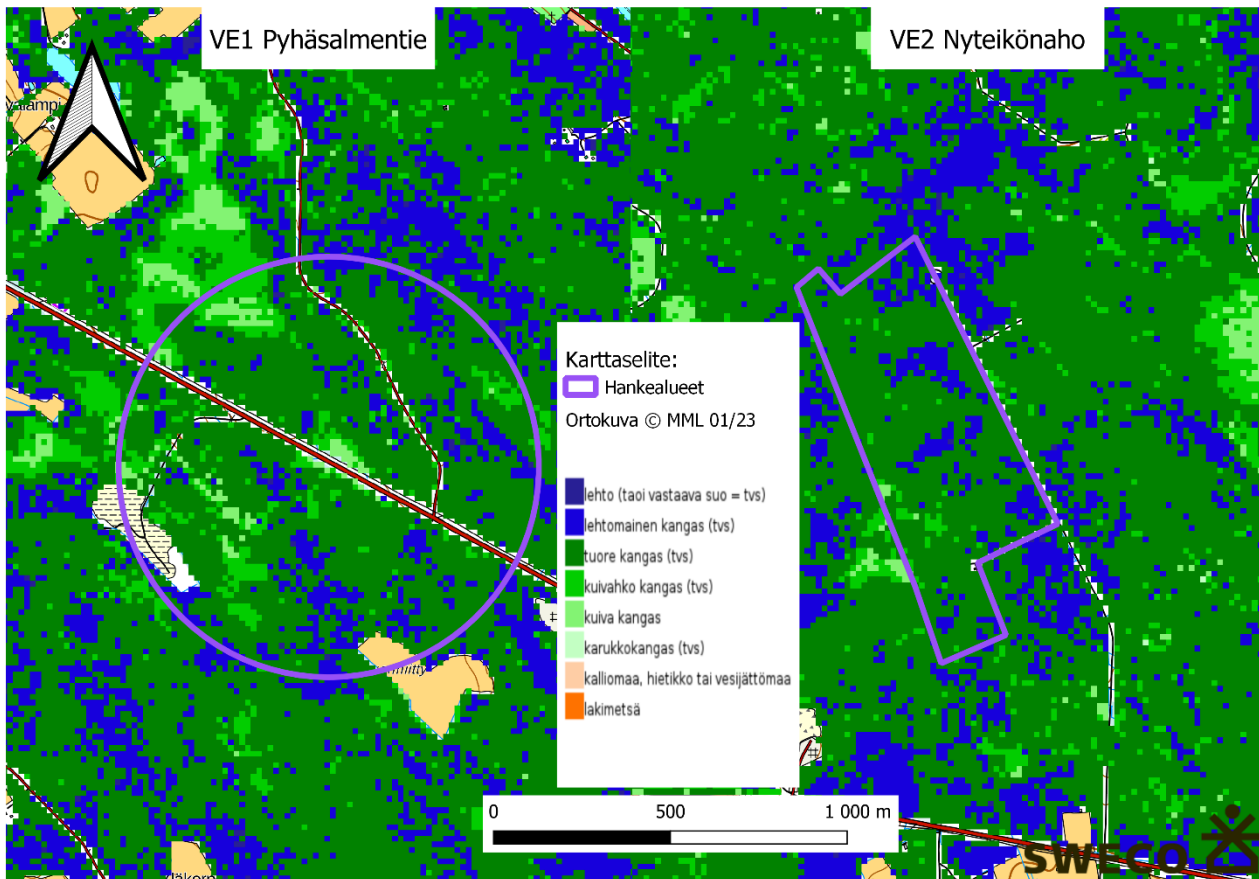 VE1 Pyhäsalmentie
VE2 Nyteikönaho
Karttaselite:
Hankealueet
Ortokuva © MML 01/23
lehto (taoi vastaava suo = tvs)
lehtomainen kangas (tvs)
tuore kangas (tvs)
kuivahko kangas (tvs)
kuiva kangas
karukkokangas (tvs)
kalliomaa, hietikko tai vesijättömaa
lakimetsä
0 500 1 000 m
SWECO